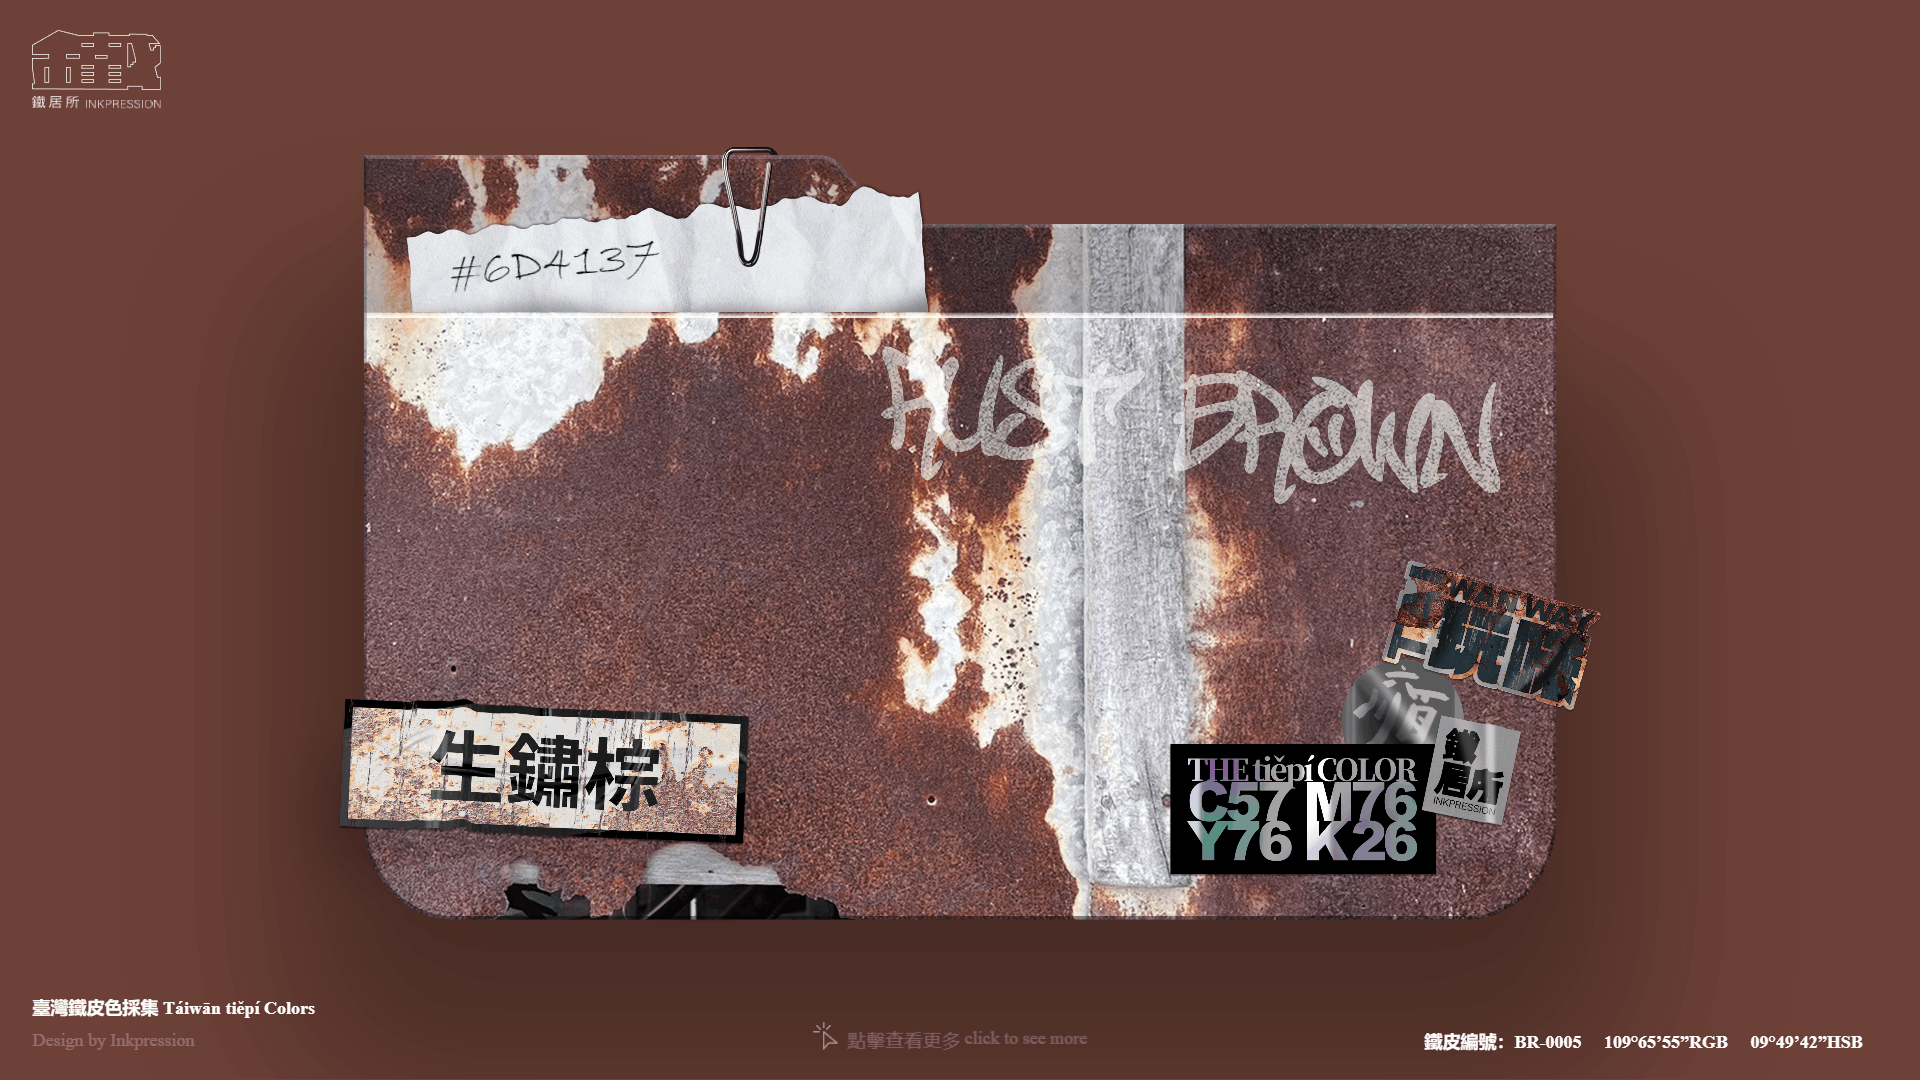 鐵
鐵居所 INKPRESSION
#6D4137
RUST BROWN
生鏽棕
THE tiěpí COLOR
C57 M76
Y76 K26
鐵
居所
INKPRESSION
臺灣鐵皮色採集 Táiwān tiěpí Colors
Design by Inkpression
點擊查看更多 click to see more
鐵皮編號：BR-0005 109°65’55”RGB 09°49’42”HSB